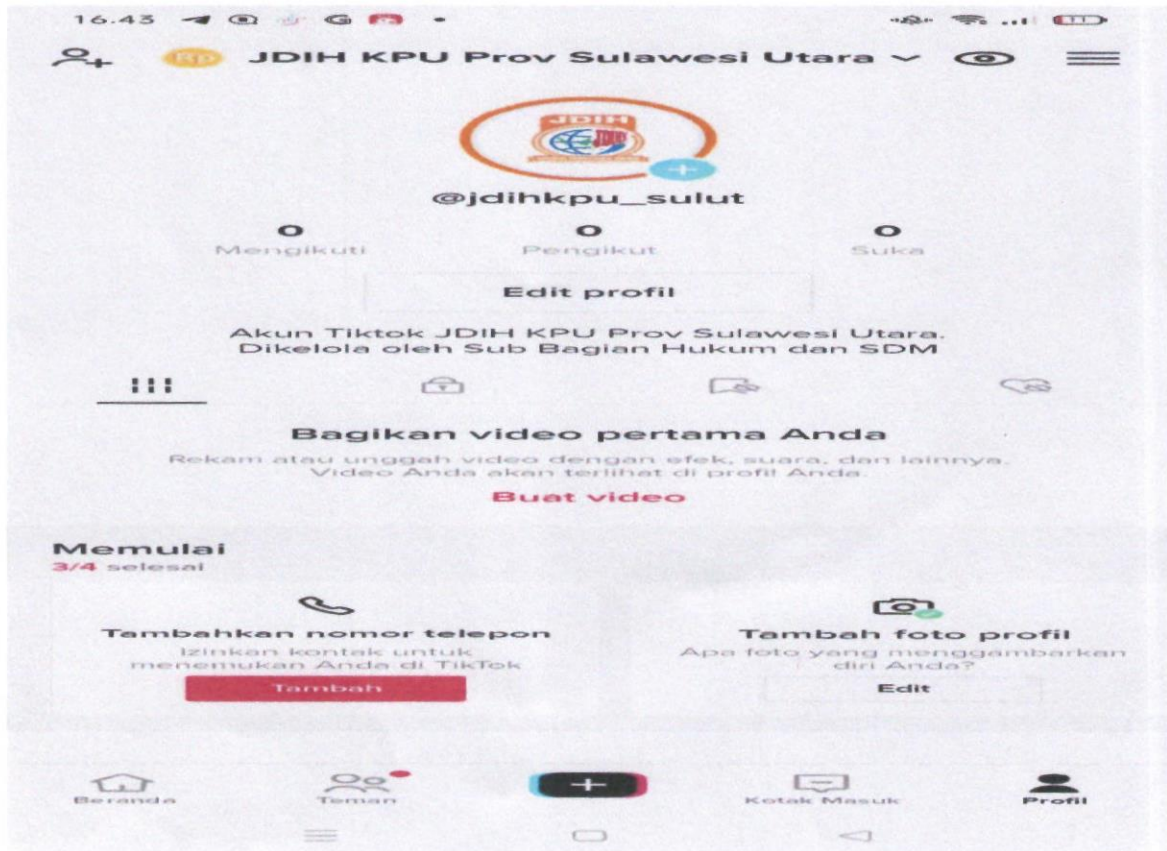 16.43
Rp JDIH KPU Prov Sulawesi Utara
JDIH
@jdihkpu_sulut
0 0 0
Mengikuti Pengikut Suka
Edit profil
Akun Tiktok JDIH KPU Prov Sulawesi Utara.
Dikelola oleh Sub Bagian Hukum dan SDM
Bagikan video pertama Anda
Rekam atau unggah video dengan efek, suara, dan lainnya.
Video Anda akan terlihat di profil Anda.
Buat video
Memulai
3/4 selesai
Tambahkan nomor telepon
Izinkan kontak untuk
menemukan Anda di TikTok
Tambah
Tambah foto profil
Apa foto yang menggambarkan
diri Anda?
Edit
Beranda Teman Kotak Masuk Profil